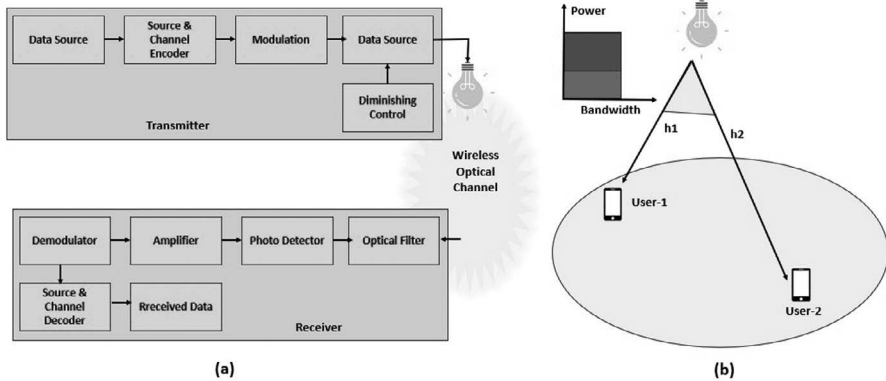 Data Source
Source &
Channel
Encoder
Modulation
Data Source
Diminishing
Control
Transmitter
Wireless
Optical
Channel
Demodulator
Amplifier
Photo Detector
Optical Filter
Source &
Channel
Decoder
Rreceived Data
Receiver
(a)
Power
Bandwidth
h1
h2
User-1
User-2
(b)